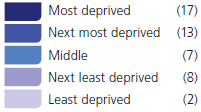 Most deprived (17)
Next most deprived (13)
Middle (7)
Next least deprived (8)
Least deprived (2)